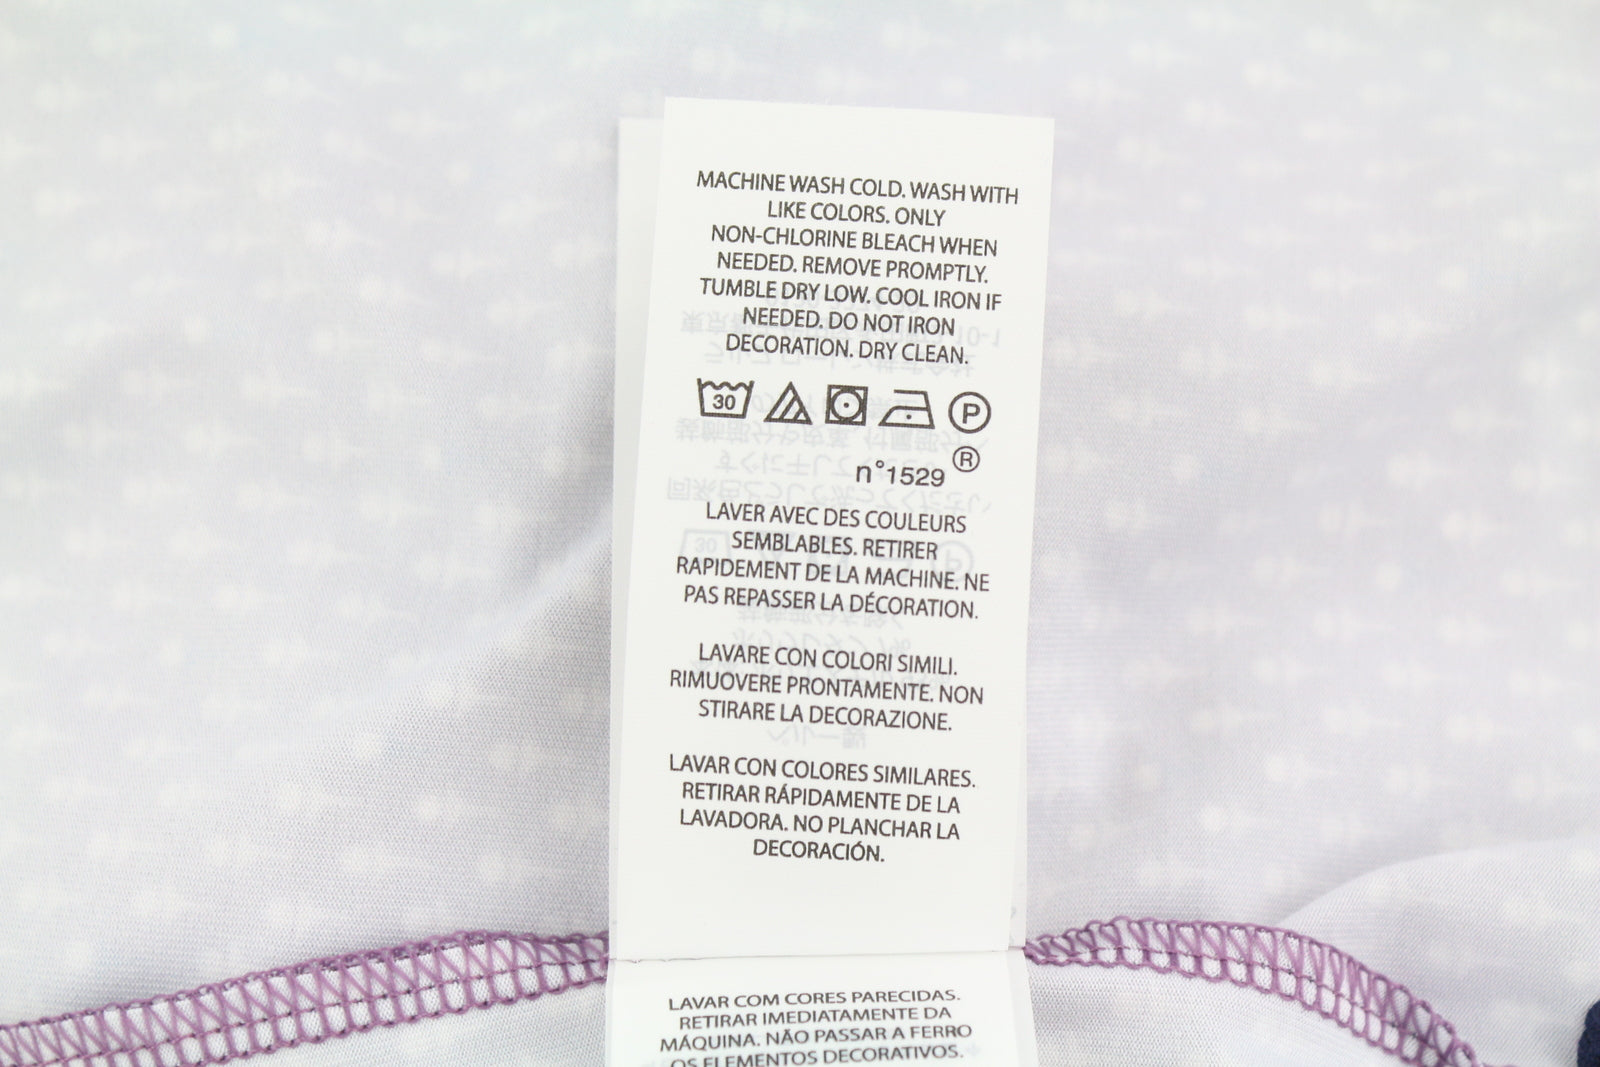 MACHINE WASH COLD. WASH WITH
LIKE COLORS. ONLY
NON-CHLORINE BLEACH WHEN
NEEDED. REMOVE PROMPTLY.
TUMBLE DRY LOW. COOL IRON IF
NEEDED. DO NOT IRON
DECORATION. DRY CLEAN.
30 P
R
n°1529
LAVER AVEC DES COULEURS
SEMBLABLES. RETIRER
RAPIDEMENT DE LA MACHINE. NE
PAS REPASSER LA DÉCORATION.
LAVARE CON COLORI SIMILI.
RIMUOVERE PRONTAMENTE. NON
STIRARE LA DECORAZIONE.
LAVAR CON COLORES SIMILARES.
RETIRAR RÁPIDAMENTE DE LA
LAVADORA. NO PLANCHAR LA
DECORACIÓN.
LAVAR COM CORES PARECIDAS.
RETIRAR IMEDIATAMENTE DA
MÁQUINA. NÃO PASSAR A FERRO
OS ELEMENTOS DECORATIVOS.